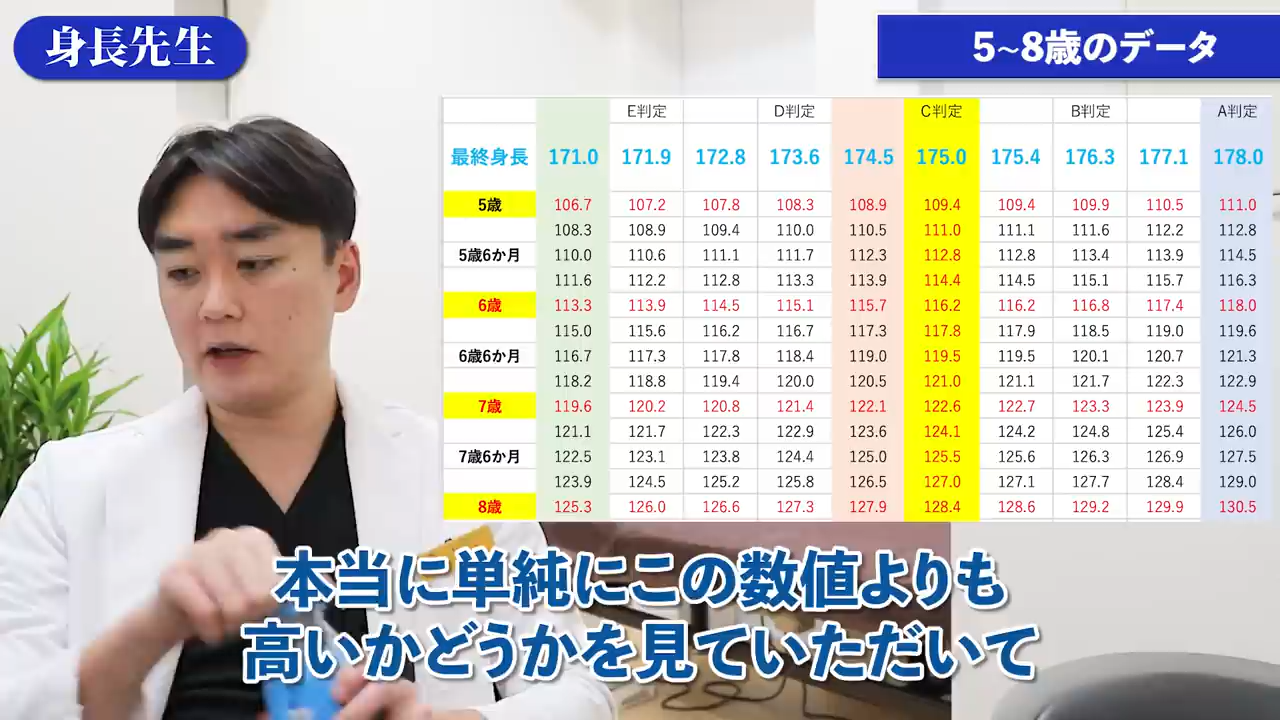 身長先生
5~8歳のデータ
E判定 D判定 C判定 B判定 A判定
最終身長 171.0 171.9 172.8 173.6 174.5 175.0 175.4 176.3 177.1 178.0
5歳 106.7 107.2 107.8 108.3 108.9 109.4 109.4 109.9 110.5 111.0
108.3 108.9 109.4 110.0 110.5 111.0 111.1 111.6 112.2 112.8
5歳6か月 110.0 110.6 111.1 111.7 112.3 112.8 112.8 113.4 113.9 114.5
111.6 112.2 112.8 113.3 113.9 114.4 114.5 115.1 115.7 116.3
6歳 113.3 113.9 114.5 115.1 115.7 116.2 116.2 116.8 117.4 118.0
115.0 115.6 116.2 116.7 117.3 117.8 117.9 118.5 119.0 119.6
6歳6か月 116.7 117.3 117.8 118.4 119.0 119.5 119.5 120.1 120.7 121.3
118.2 118.8 119.4 120.0 120.5 121.0 121.1 121.7 122.3 122.9
7歳 119.6 120.2 120.8 121.4 122.1 122.6 122.7 123.3 123.9 124.5
121.1 121.7 122.3 122.9 123.6 124.1 124.2 124.8 125.4 126.0
7歳6か月 122.5 123.1 123.8 124.4 125.0 125.5 125.6 126.3 126.9 127.5
123.9 124.5 125.2 125.8 126.5 127.0 127.1 127.7 128.4 129.0
8歳 125.3 126.0 126.6 127.3 127.9 128.4 128.6 129.2 129.9 130.5
本当に単純にこの数値よりも
高いかどうかを見ていただいて